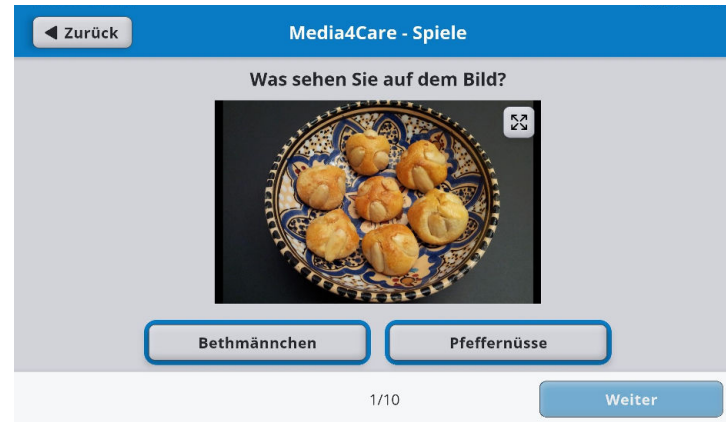 Zurück
Media4Care - Spiele
Was sehen Sie auf dem Bild?
Bethmännchen
Pfeffernüsse
1/10
Weiter